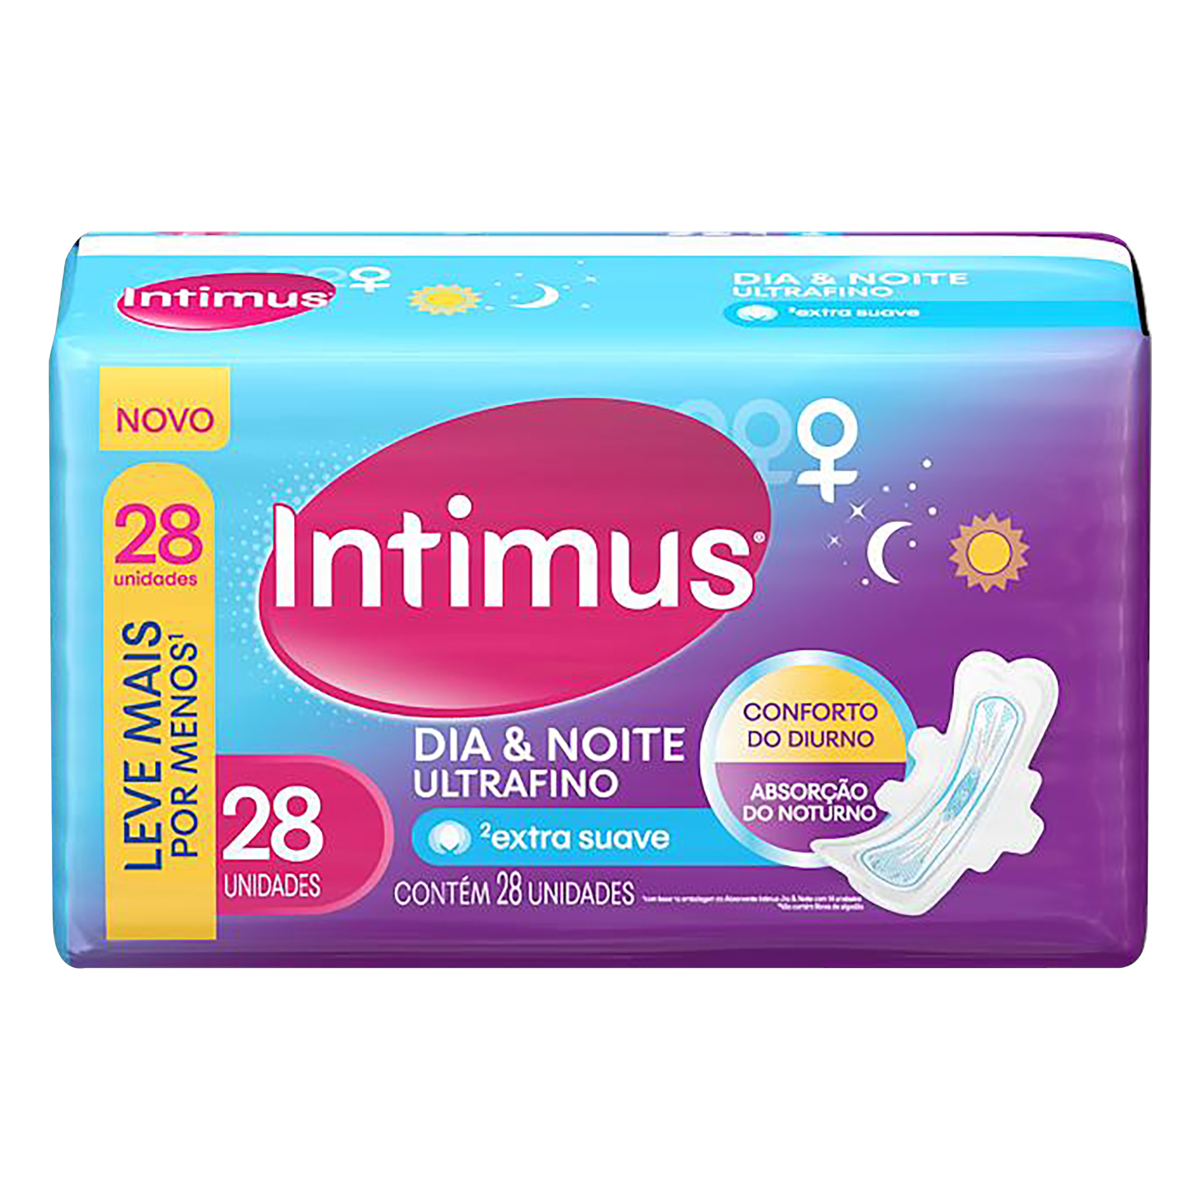 Intimus
DIA & NOITE
ULTRAFINO
²extra suave
NOVO
28
unidades
LEVE MAIS
POR MENOS¹
Intimus®
DIA & NOITE
ULTRAFINO
²extra suave
CONTÉM 28 UNIDADES
28
UNIDADES
CONFORTO
DO DIURNO
ABSORÇÃO
DO NOTURNO